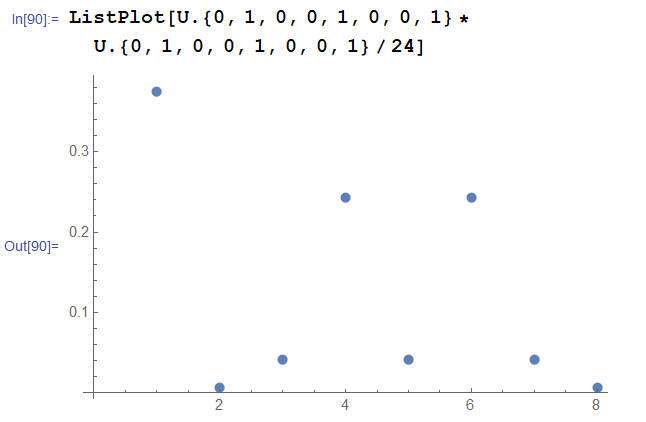 In[90]:= ListPlot[U.{0, 1, 0, 0, 1, 0, 0, 1} *
U.{0, 1, 0, 0, 1, 0, 0, 1} / 24]
0.3
0.2
Out[90]=
0.1
2 4 6 8